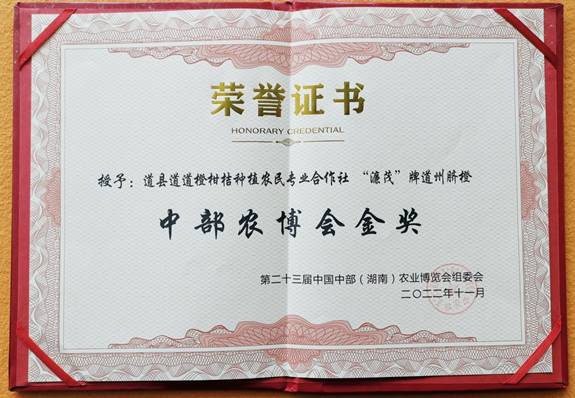 荣誉证书
HONORARY CREDENTIAL
授予：道县道道橙柑桔种植农民专业合作社 “濂茂”牌道州脐橙
中部农博会金奖
第二十三届中国中部（湖南）农业博览会组委会
二〇二二年十一月